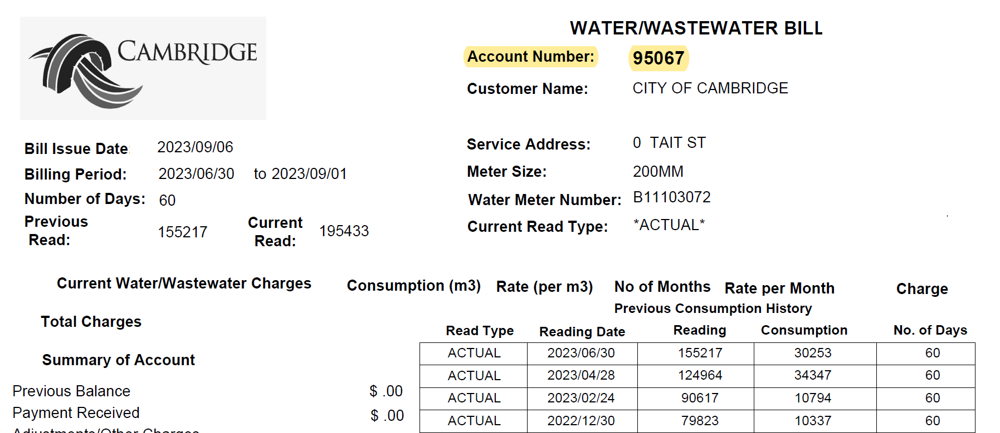 CAMBRIDGE
WATER/WASTEWATER BILL
Account Number: 95067
Customer Name: CITY OF CAMBRIDGE
Bill Issue Date: 2023/09/06
Billing Period: 2023/06/30 to 2023/09/01
Number of Days: 60
Previous Read: 155217 Current Read: 195433
Service Address: 0 TAIT ST
Meter Size: 200MM
Water Meter Number: B11103072
Current Read Type: *ACTUAL*
Current Water/Wastewater Charges Consumption (m3) Rate (per m3) No of Months Rate per Month Charge
Total Charges
Summary of Account
Previous Balance $ .00
Payment Received $ .00
Adjustments/Other Charges
Previous Consumption History
Read Type Reading Date Reading Consumption No. of Days
ACTUAL 2023/06/30 155217 30253 60
ACTUAL 2023/04/28 124964 34347 60
ACTUAL 2023/02/24 90617 10794 60
ACTUAL 2022/12/30 79823 10337 60